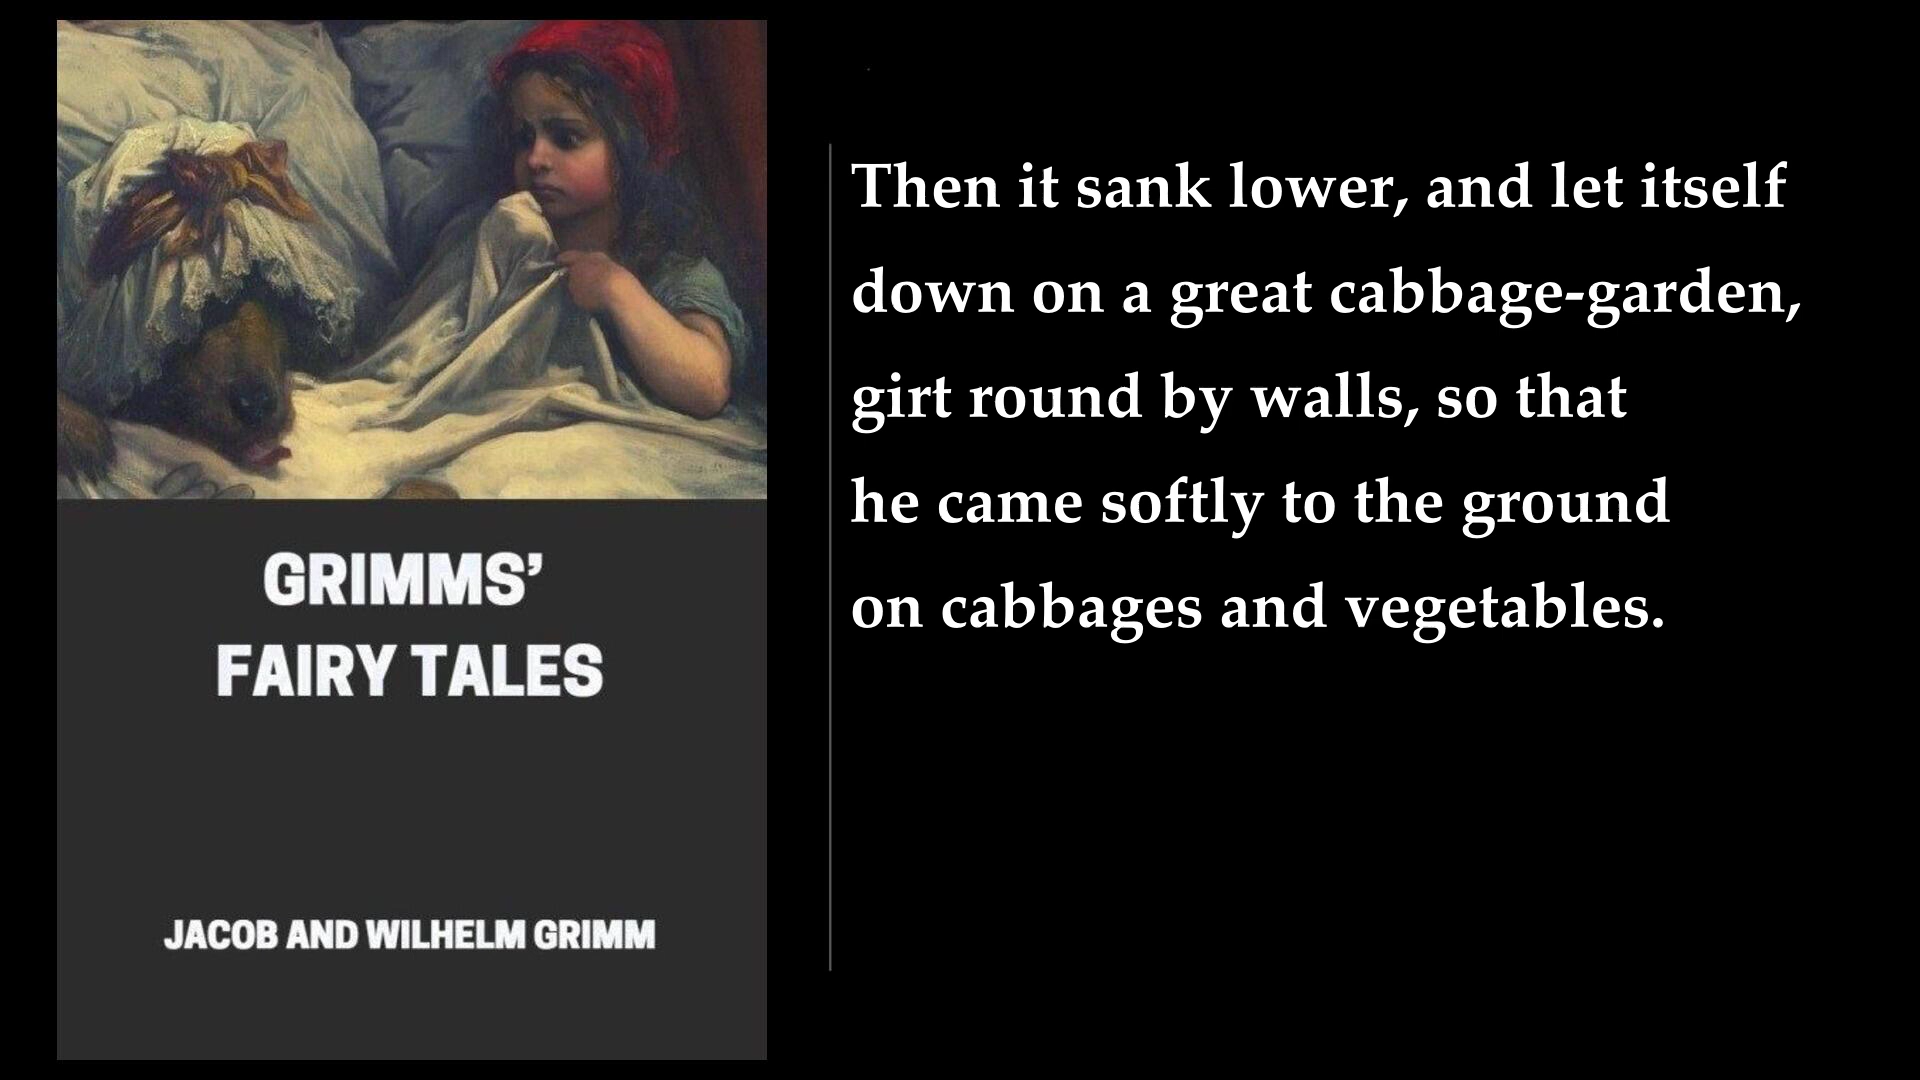 GRIMMS’
FAIRY TALES
JACOB AND WILHELM GRIMM
Then it sank lower, and let itself
down on a great cabbage-garden,
girt round by walls, so that
he came softly to the ground
on cabbages and vegetables.